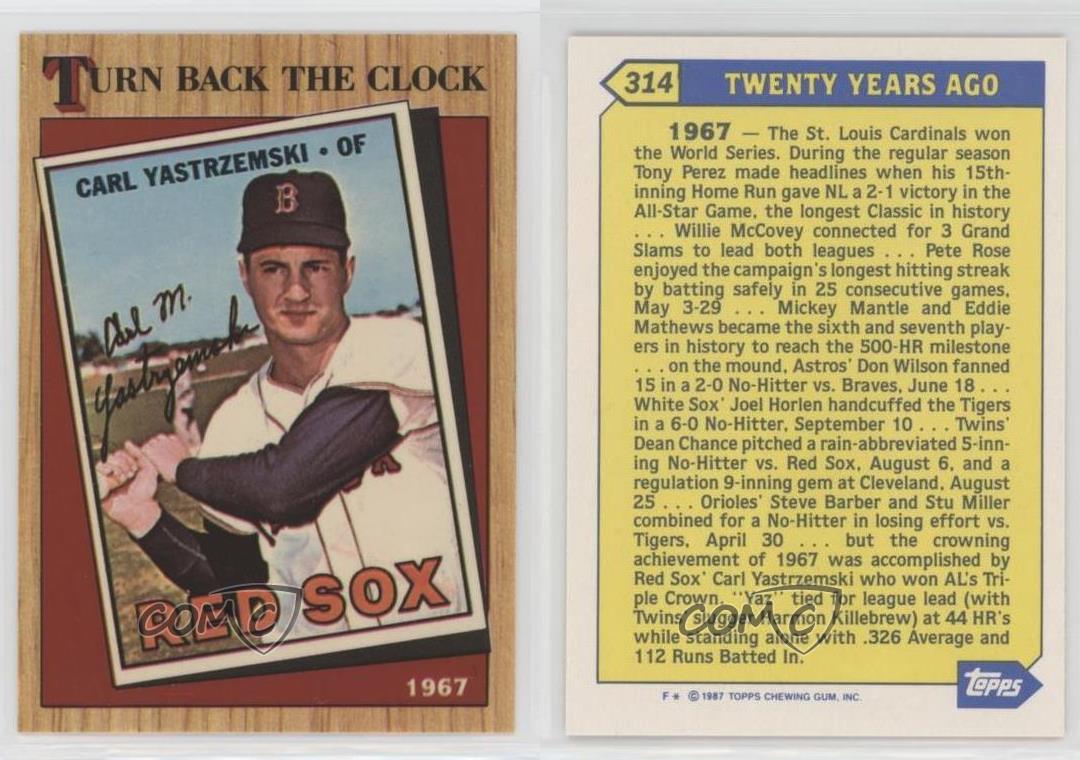 TURN BACK THE CLOCK
CARL YASTRZEMSKI • OF
Carl M.
Yastrzemski
B
RED SOX
COMC
1967
314
TWENTY YEARS AGO
1967 — The St. Louis Cardinals won
the World Series. During the regular season
Tony Perez made headlines when his 15th-
inning Home Run gave NL a 2-1 victory in the
All-Star Game, the longest Classic in history
. . . Willie McCovey connected for 3 Grand
Slams to lead both leagues . . . Pete Rose
enjoyed the campaign's longest hitting streak
by batting safely in 25 consecutive games,
May 3-29 . . . Mickey Mantle and Eddie
Mathews became the sixth and seventh play-
ers in history to reach the 500-HR milestone
. . . on the mound, Astros' Don Wilson fanned
15 in a 2-0 No-Hitter vs. Braves, June 18 . . .
White Sox' Joel Horlen handcuffed the Tigers
in a 6-0 No-Hitter, September 10 . . . Twins'
Dean Chance pitched a rain-abbreviated 5-inn-
ing No-Hitter vs. Red Sox, August 6, and a
regulation 9-inning gem at Cleveland, August
25 . . . Orioles' Steve Barber and Stu Miller
combined for a No-Hitter in losing effort vs.
Tigers, April 30 . . . but the crowning
achievement of 1967 was accomplished by
Red Sox' Carl Yastrzemski who won AL's Tri-
ple Crown. "Yaz" tied for league lead (with
Twins' slugger Harmon Killebrew) at 44 HR's
while standing alone with .326 Average and
112 Runs Batted In.
COMC
topps
F * © 1987 TOPPS CHEWING GUM, INC.